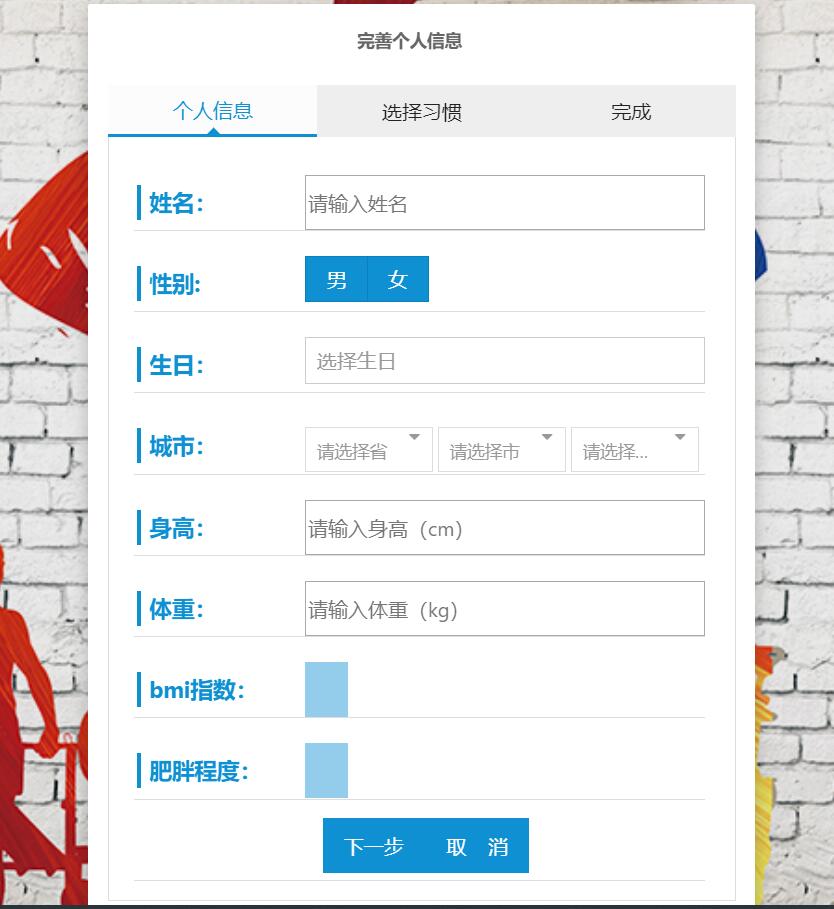 完善个人信息
个人信息 选择习惯 完成
姓名： 请输入姓名
性别: 男 女
生日： 选择生日
城市： 请选择省 请选择市 请选择...
身高： 请输入身高（cm）
体重： 请输入体重（kg）
bmi指数：
肥胖程度：
下一步 取 消